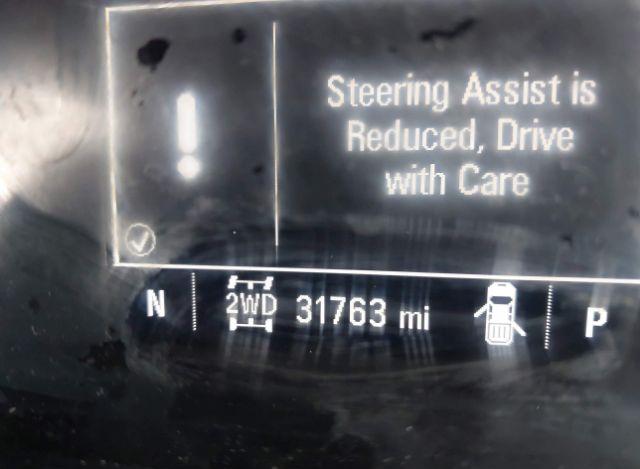 Steering Assist is
Reduced, Drive
with Care
N 2WD 31763 mi P